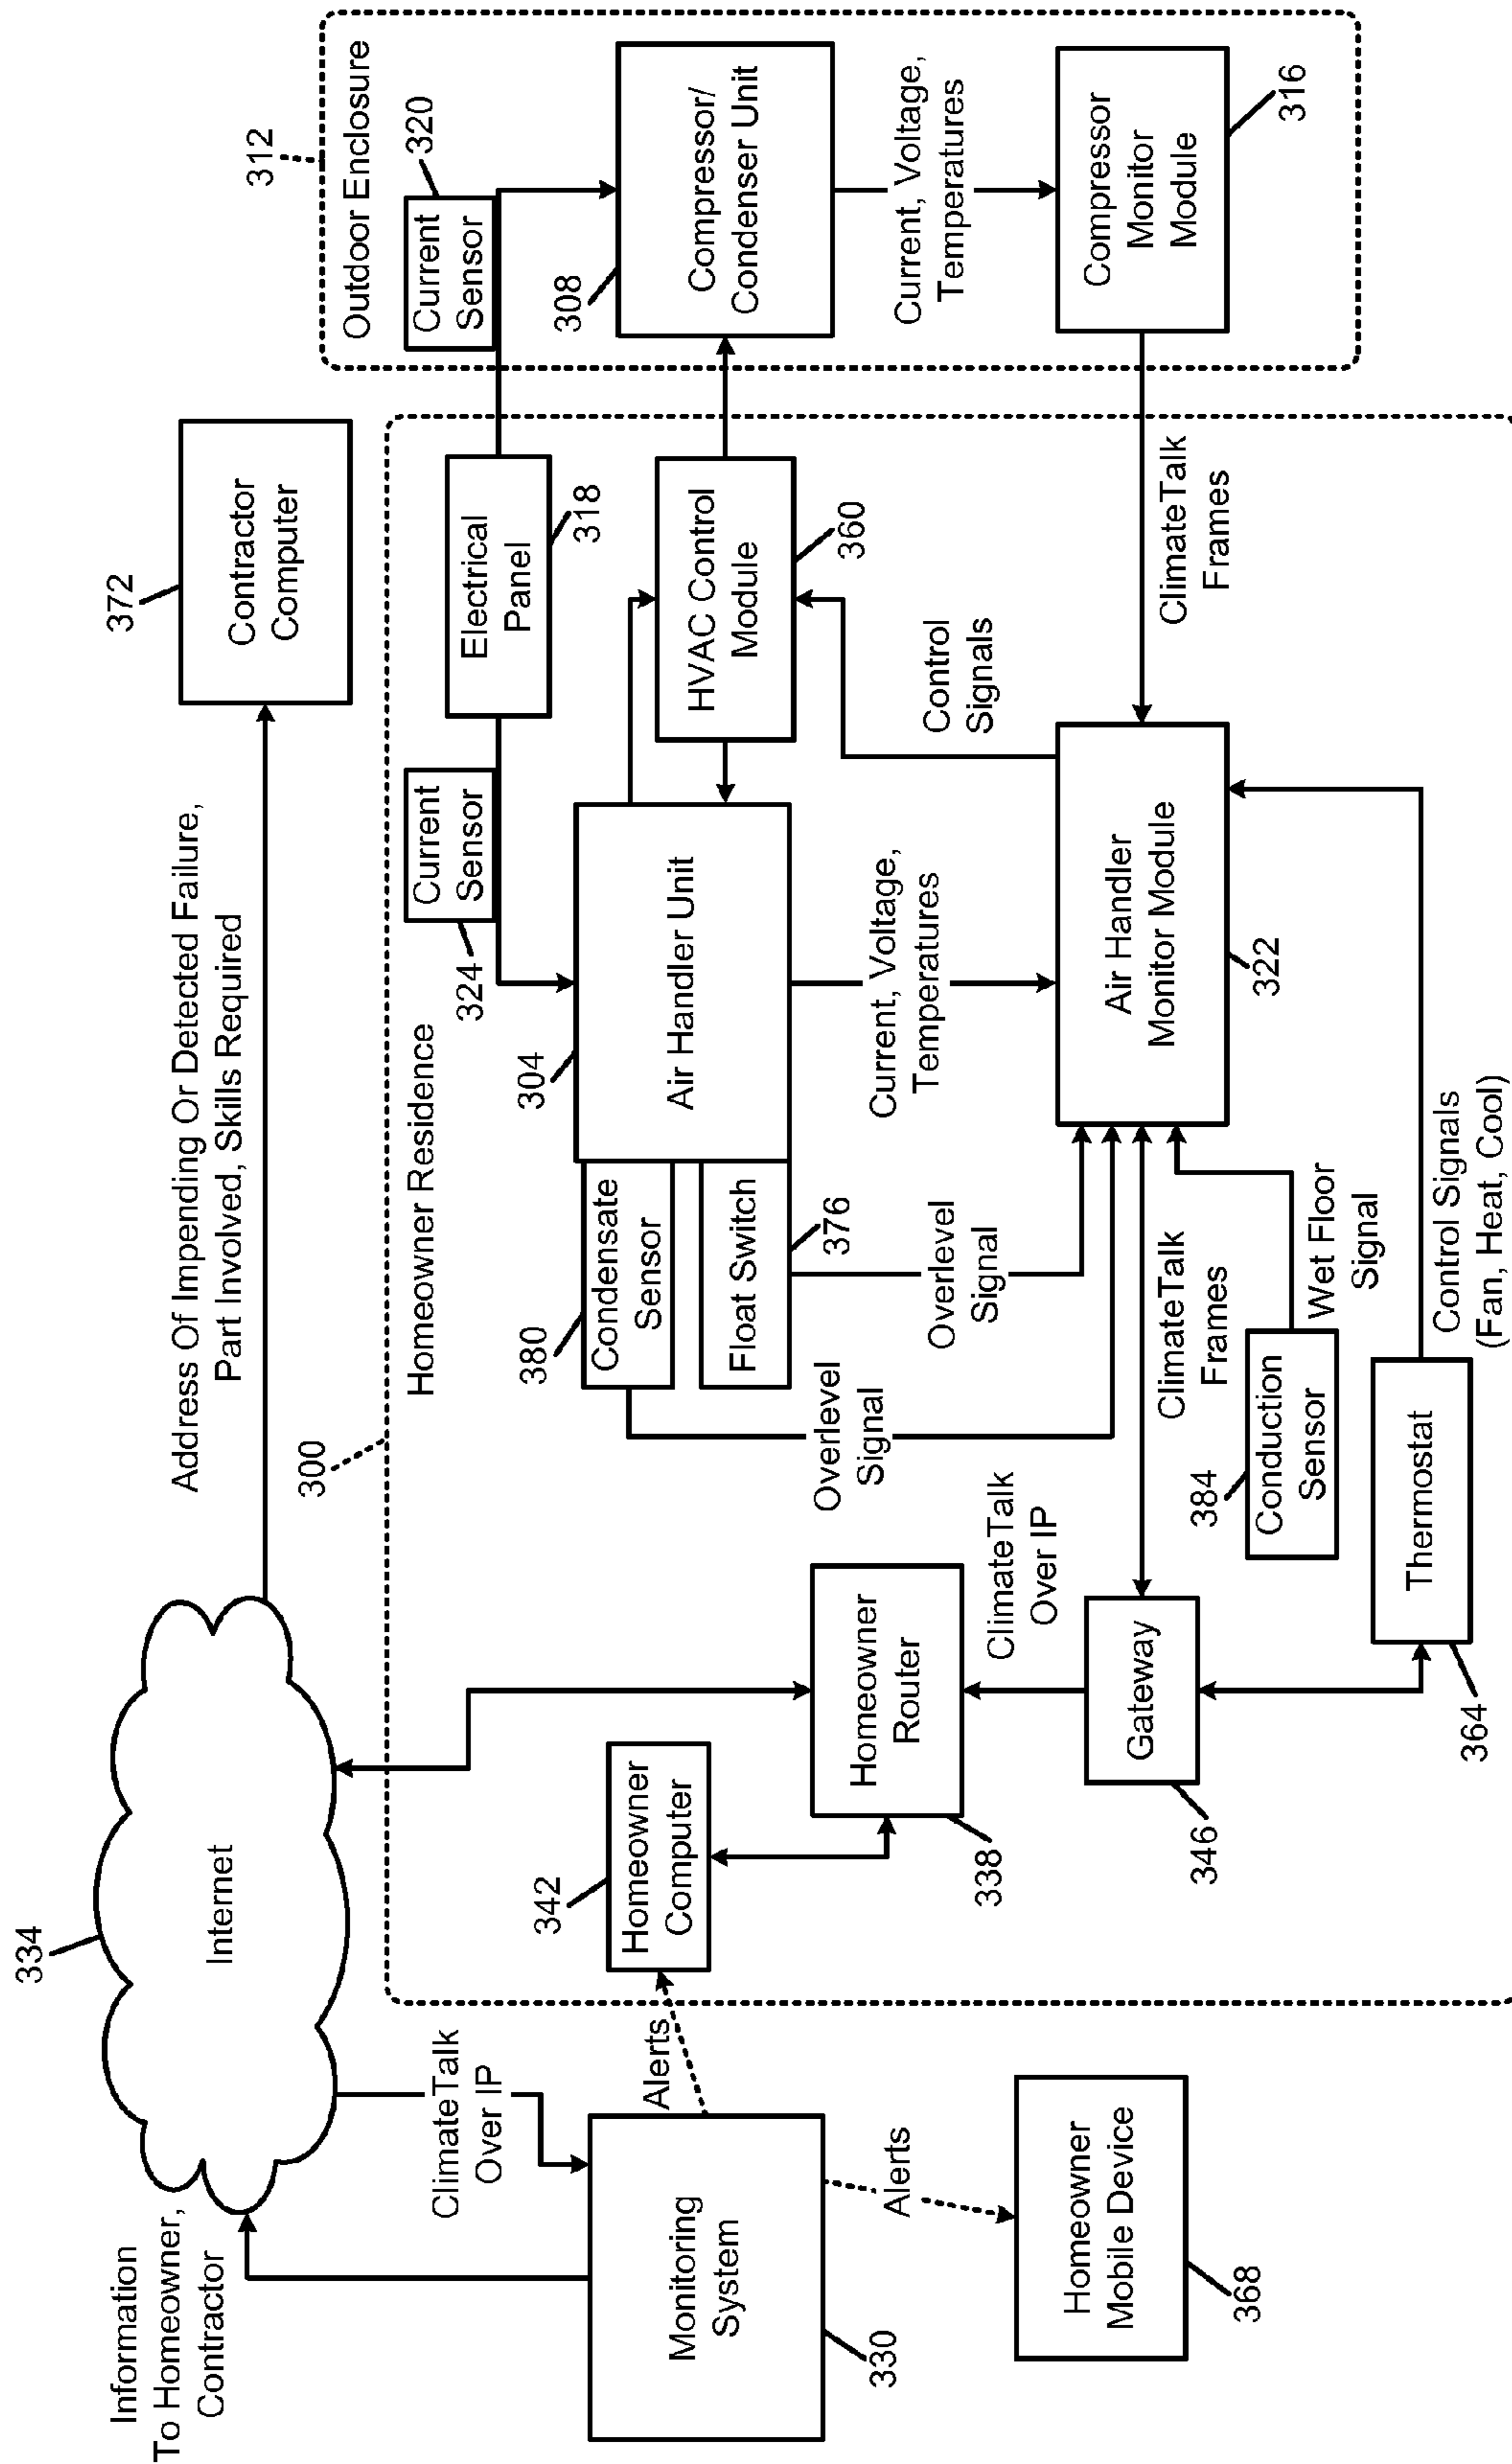 334
Internet
Information
To Homeowner,
Contractor
Address Of Impending Or Detected Failure,
Part Involved, Skills Required
372
Contractor
Computer
312
Outdoor Enclosure
300
Homeowner Residence
ClimateTalk
Over IP
Monitoring
System
330
Alerts
Alerts
Homeowner
Mobile Device
368
342
Homeowner
Computer
Homeowner
Router
338
ClimateTalk
Over IP
Gateway
346
Thermostat
364
Control Signals
(Fan, Heat, Cool)
384
Conduction
Sensor
Wet Floor
Signal
ClimateTalk
Frames
380
Condensate
Sensor
Float Switch
376
Overlevel
Signal
Overlevel
Signal
304
Air Handler Unit
324
Current
Sensor
Electrical
Panel
318
320
Current
Sensor
HVAC Control
Module
360
308
Compressor/
Condenser Unit
Current, Voltage,
Temperatures
Current, Voltage,
Temperatures
Control
Signals
Air Handler
Monitor Module
322
ClimateTalk
Frames
Compressor
Monitor
Module
316